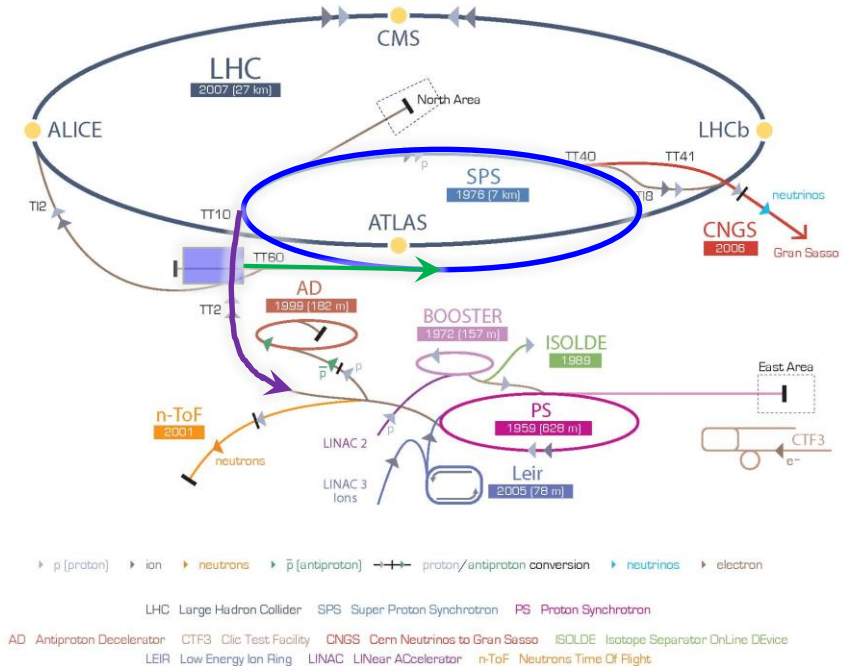 CMS
LHC
2007 (27 km)
North Area
ALICE
LHCb
p
TT40
TT41
SPS
1976 (7 km)
TI2
TT10
TI8
neutrinos
ATLAS
CNGS
2006
Gran Sasso
TT60
AD
1999 (182 m)
TT2
BOOSTER
1972 (157 m)
ISOLDE
1989
p
p̅
East Area
n-ToF
2001
PS
1959 (628 m)
LINAC 2
p
neutrons
CTF3
e-
LINAC 3
Ions
Leir
2005 (78 m)
p (proton) ion neutrons p̅ (antiproton) proton/antiproton conversion neutrinos electron
LHC Large Hadron Collider SPS Super Proton Synchrotron PS Proton Synchrotron
AD Antiproton Decelerator CTF3 Clic Test Facility CNGS Cern Neutrinos to Gran Sasso ISOLDE Isotope Separator OnLine DEvice
LEIR Low Energy Ion Ring LINAC LINear ACcelerator n-ToF Neutrons Time Of Flight